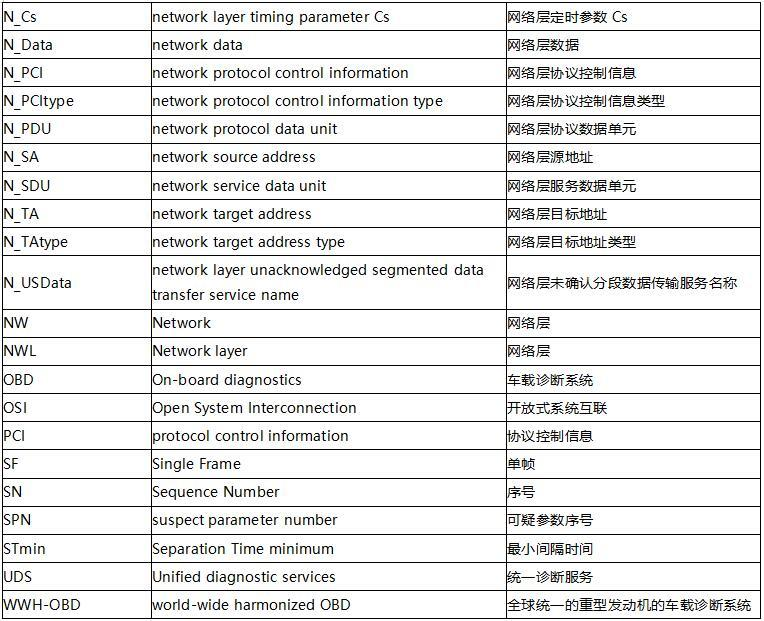 N_Cs network layer timing parameter Cs 网络层定时参数 Cs
N_Data network data 网络层数据
N_PCI network protocol control information 网络层协议控制信息
N_PCItype network protocol control information type 网络层协议控制信息类型
N_PDU network protocol data unit 网络层协议数据单元
N_SA network source address 网络层源地址
N_SDU network service data unit 网络层服务数据单元
N_TA network target address 网络层目标地址
N_TAtype network target address type 网络层目标地址类型
N_USData network layer unacknowledged segmented data
transfer service name 网络层未确认分段数据传输服务名称
NW Network 网络层
NWL Network layer 网络层
OBD On-board diagnostics 车载诊断系统
OSI Open System Interconnection 开放式系统互联
PCI protocol control information 协议控制信息
SF Single Frame 单帧
SN Sequence Number 序号
SPN suspect parameter number 可疑参数序号
STmin Separation Time minimum 最小间隔时间
UDS Unified diagnostic services 统一诊断服务
WWH-OBD world-wide harmonized OBD 全球统一的重型发动机的车载诊断系统